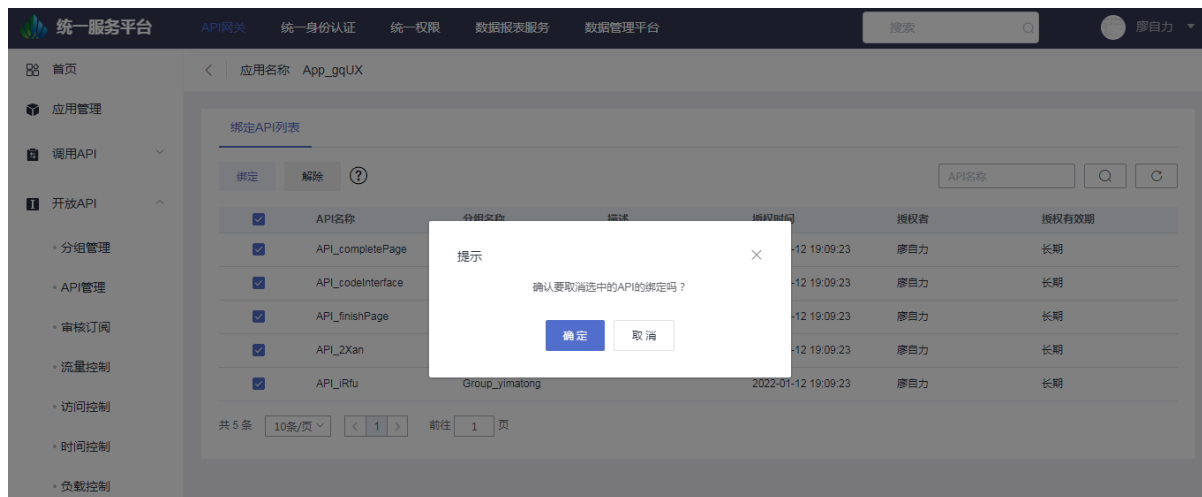 统一服务平台 API网关 统一身份认证 统一权限 数据报表服务 数据管理平台 搜索 廖自力
首页
应用管理
调用API
开放API
分组管理
API管理
审核订阅
流量控制
访问控制
时间控制
负载控制
应用名称 App_gqUX
绑定API列表
绑定 解除 ? API名称
API名称 分组名称 描述 授权时间 授权者 授权有效期
API_completePage -12 19:09:23 廖自力 长期
API_codeInterface -12 19:09:23 廖自力 长期
API_finishPage -12 19:09:23 廖自力 长期
API_2Xan -12 19:09:23 廖自力 长期
API_iRfu Group_yimatong 2022-01-12 19:09:23 廖自力 长期
共 5 条 10条/页 < 1 > 前往 1 页
提示
确认要取消选中的API的绑定吗？
确定 取消